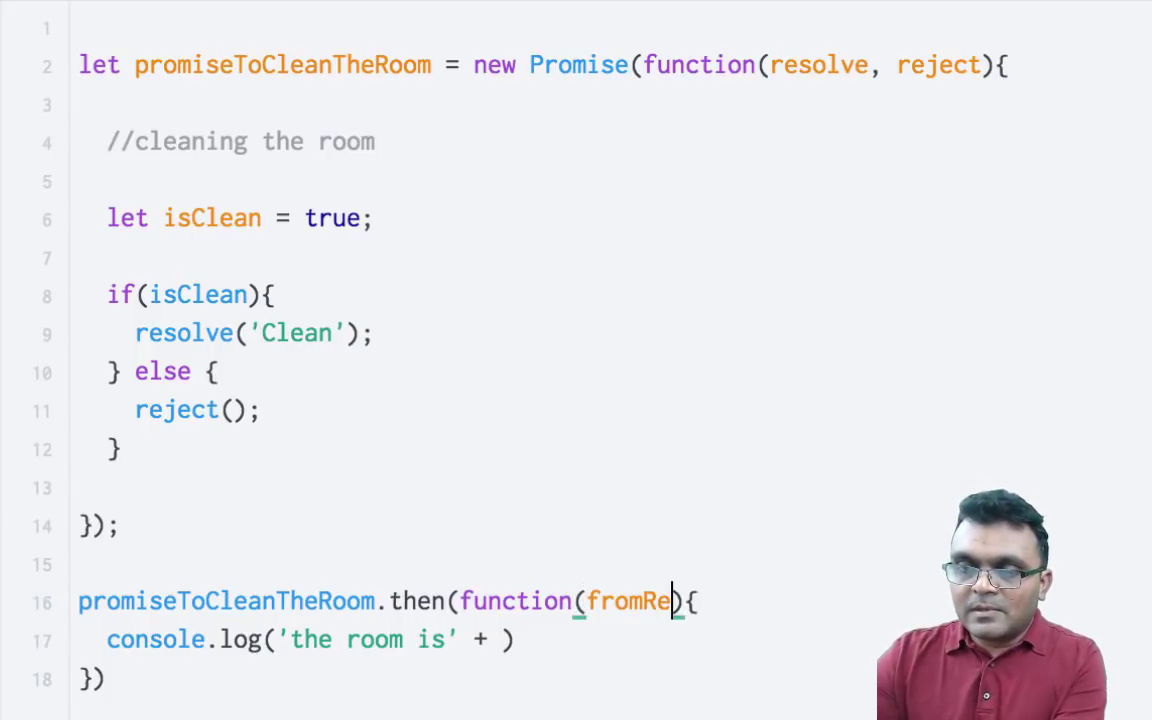 1
2 let promiseToCleanTheRoom = new Promise(function(resolve, reject){
3
4 //cleaning the room
5
6 let isClean = true;
7
8 if(isClean){
9 resolve('Clean');
10 } else {
11 reject();
12 }
13
14 });
15
16 promiseToCleanTheRoom.then(function(fromRe){
17 console.log('the room is' + )
18 })